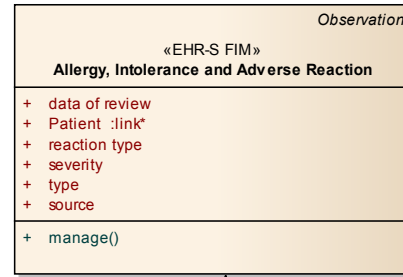 Observation
«EHR-S FIM»
Allergy, Intolerance and Adverse Reaction
+ data of review
+ Patient :link*
+ reaction type
+ severity
+ type
+ source
+ manage()